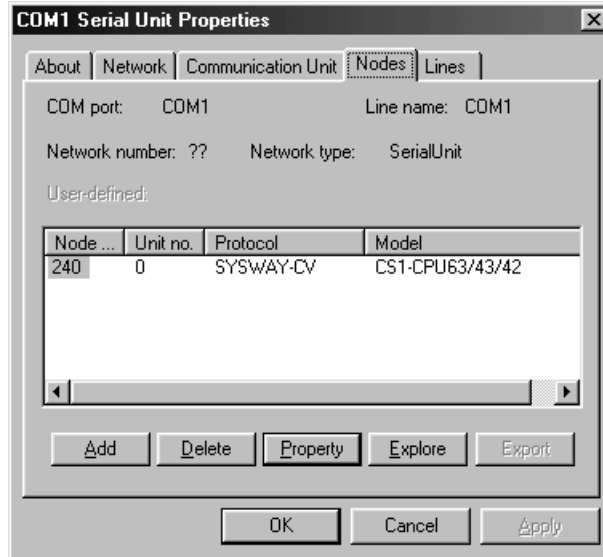 COM1 Serial Unit Properties
About Network Communication Unit Nodes Lines
COM port: COM1 Line name: COM1
Network number: ?? Network type: SerialUnit
User-defined:
Node ... Unit no. Protocol Model
240 0 SYSWAY-CV CS1-CPU63/43/42
Add Delete Property Explore Export
OK Cancel Apply